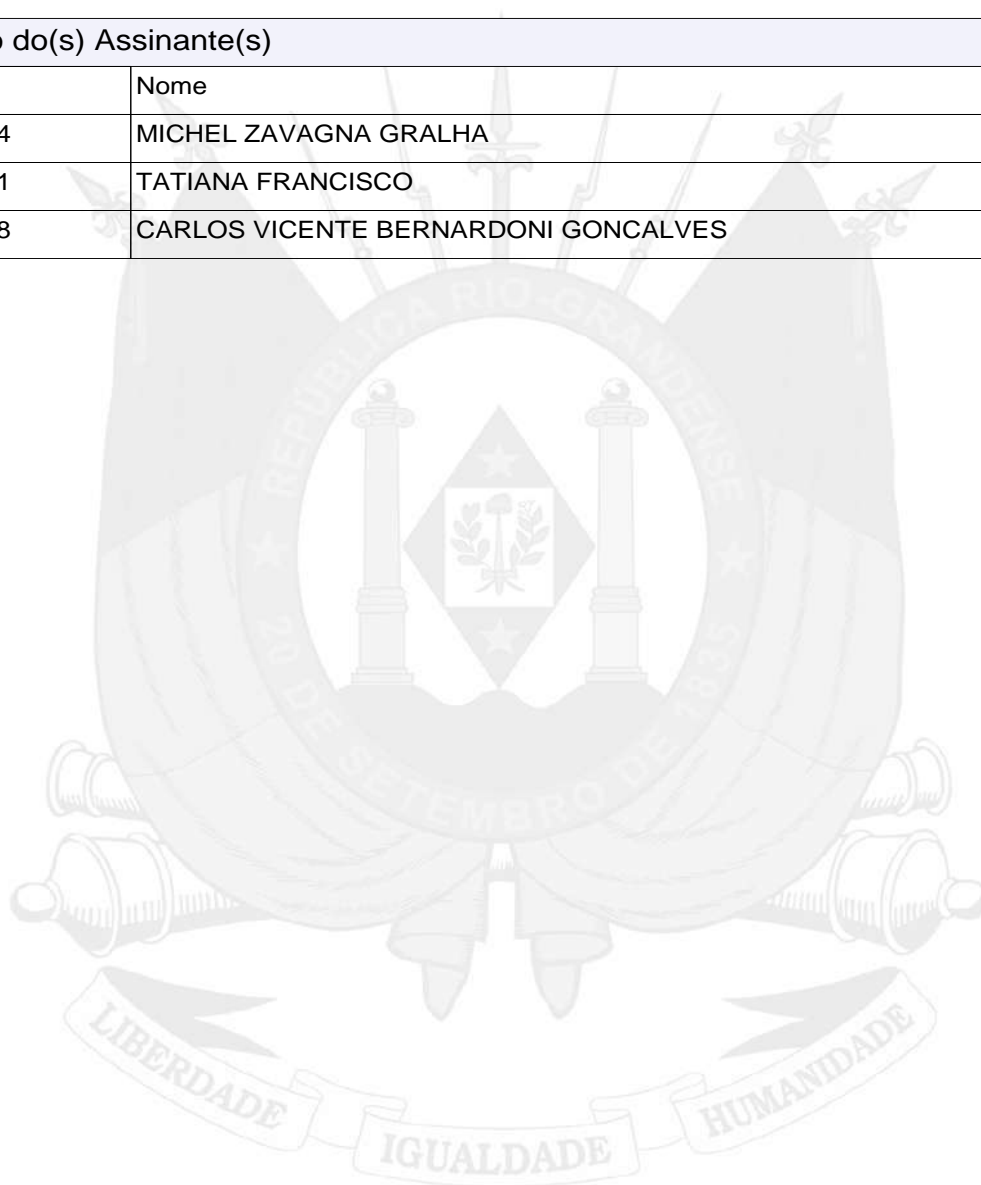 o do(s) Assinante(s)
Nome
4 MICHEL ZAVAGNA GRALHA
1 TATIANA FRANCISCO
8 CARLOS VICENTE BERNARDONI GONCALVES
REPÚBLICA RIO-GRANDENSE
20 DE SETEMBRO DE 1835
LIBERDADE IGUALDADE HUMANIDADE